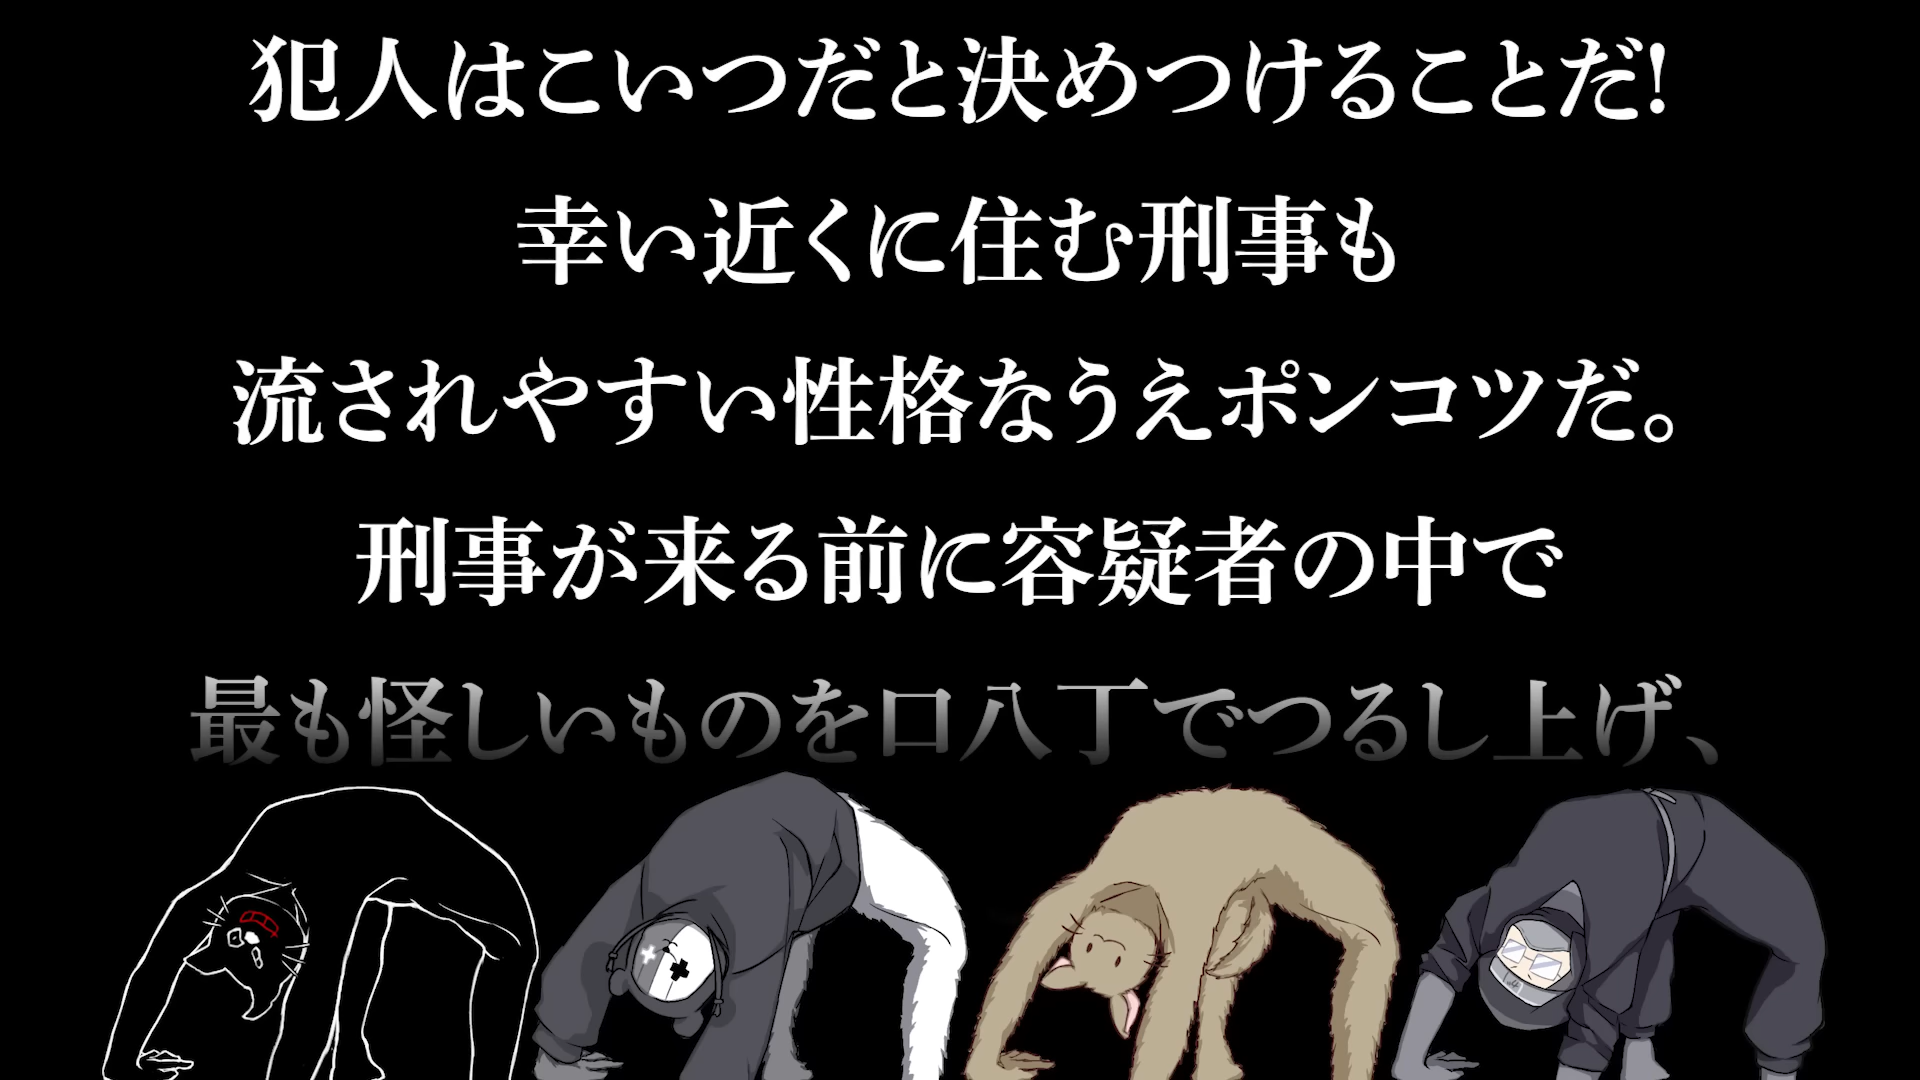 犯人はこいつだと決めつけることだ!
幸い近くに住む刑事も
流されやすい性格なうえポンコツだ。
刑事が来る前に容疑者の中で
最も怪しいものを口八丁でつるし上げ、